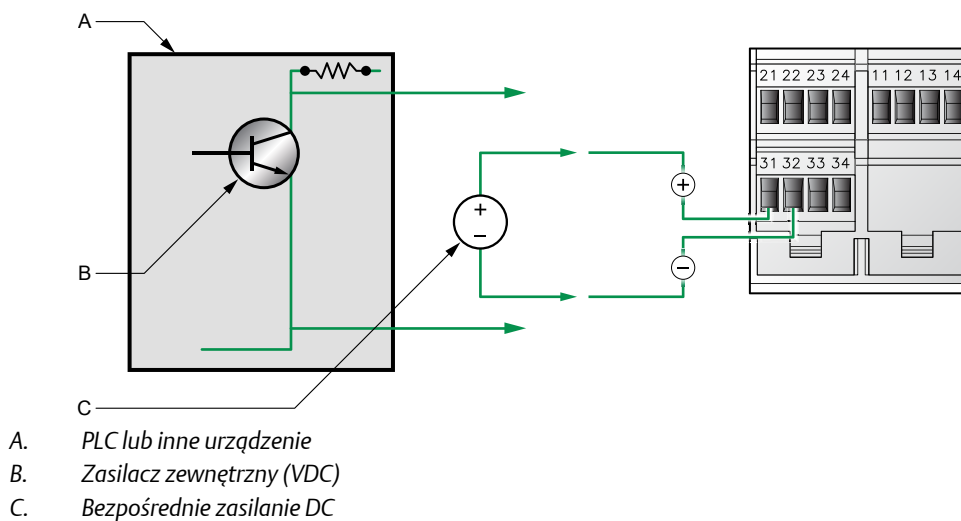 A
21 22 23 24 11 12 13 14
31 32 33 34
+
+
−
B
−
C
A. PLC lub inne urządzenie
B. Zasilacz zewnętrzny (VDC)
C. Bezpośrednie zasilanie DC